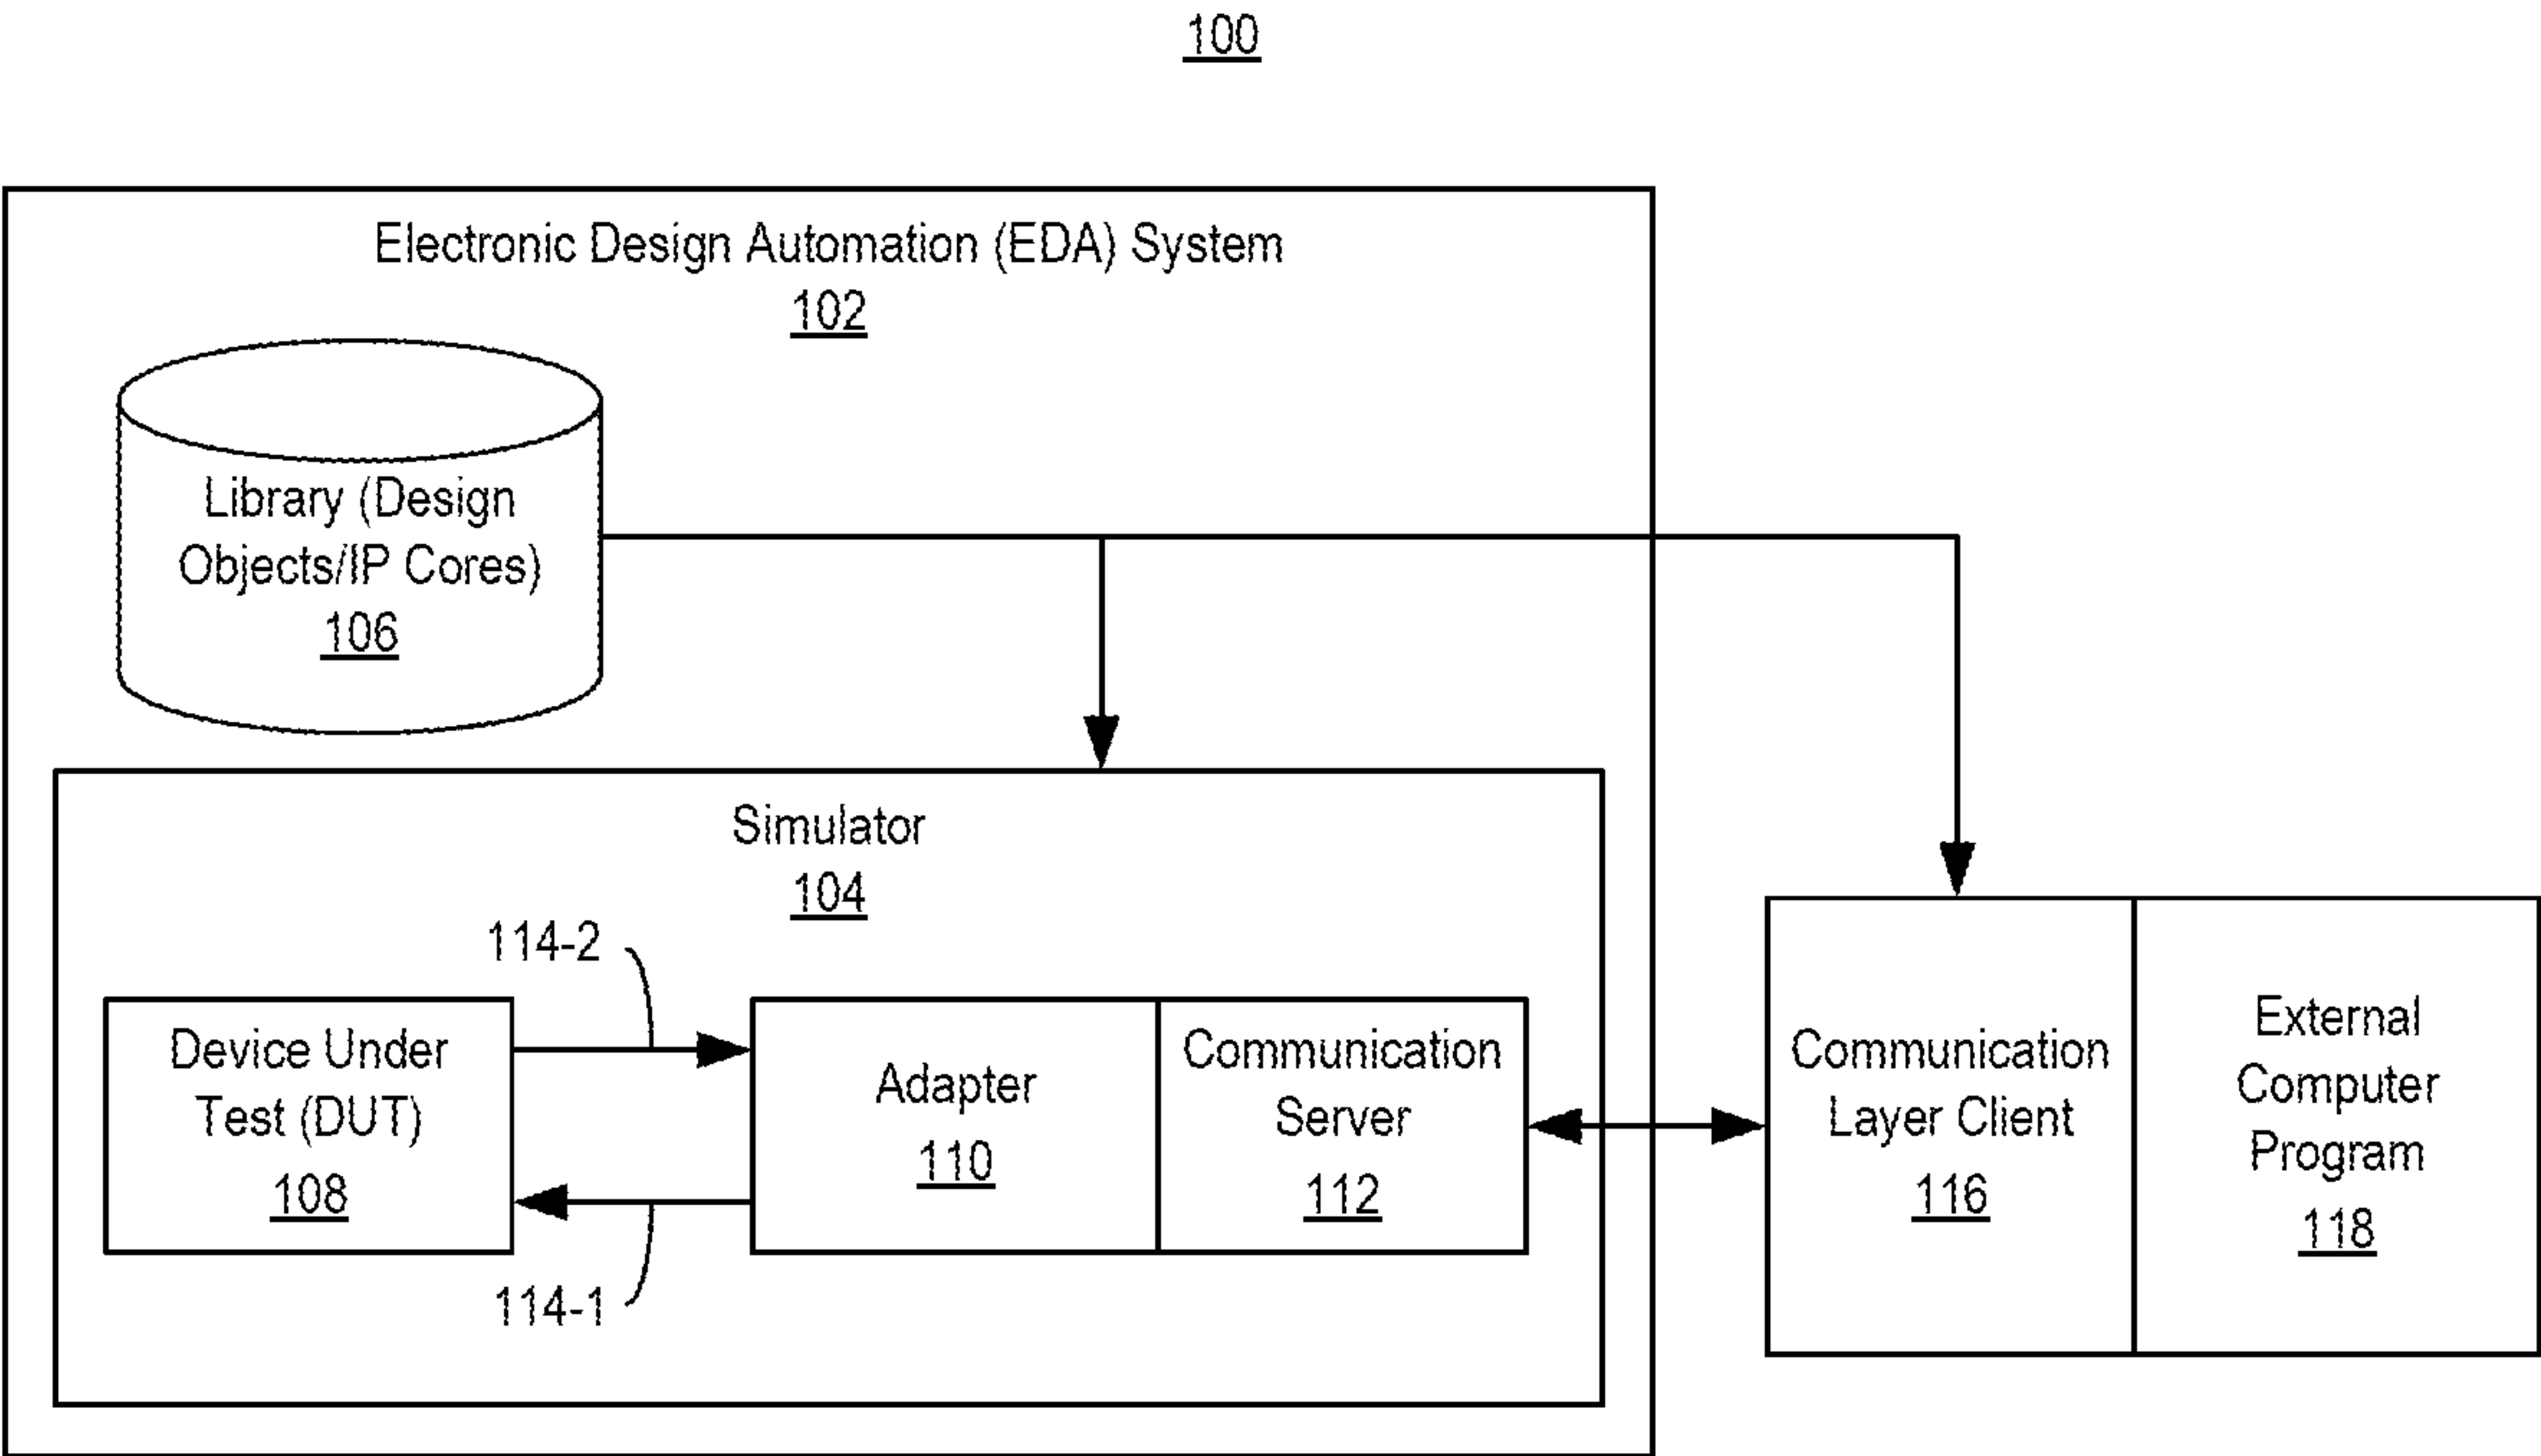 100
Electronic Design Automation (EDA) System
102
Library (Design
Objects/IP Cores)
106
Simulator
104
114-2
Device Under
Test (DUT)
108
Adapter
110
Communication
Server
112
114-1
Communication
Layer Client
116
External
Computer
Program
118